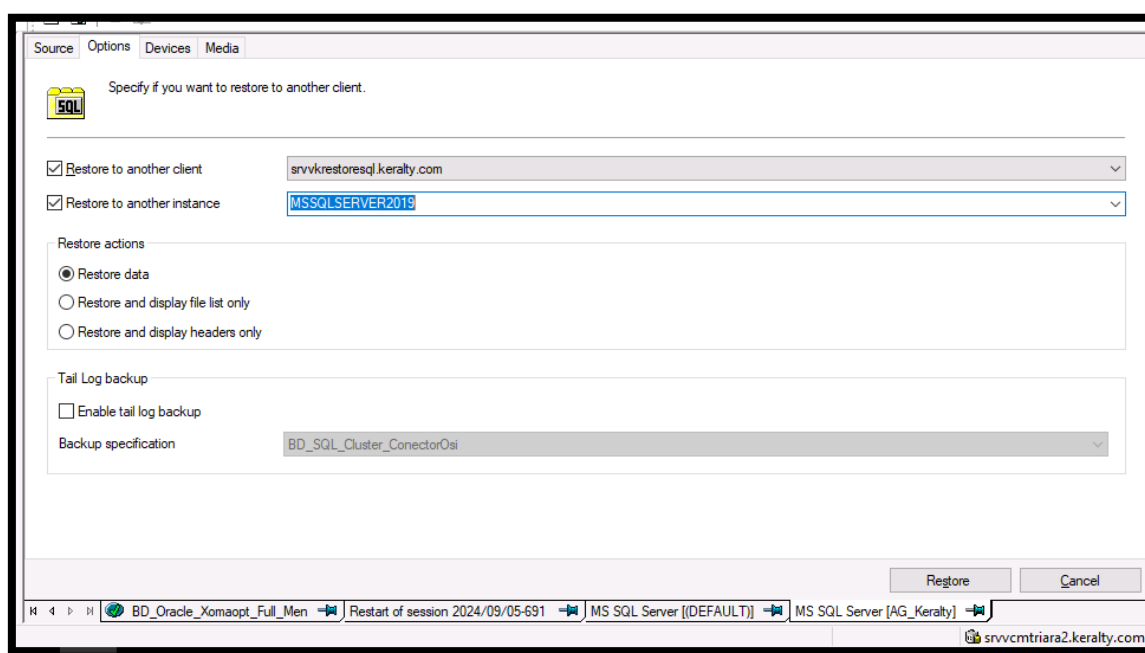 Source Options Devices Media
Specify if you want to restore to another client.
SQL
Restore to another client srvvkrestoresql.keralty.com
Restore to another instance MSSQLSERVER2019
Restore actions
Restore data
Restore and display file list only
Restore and display headers only
Tail Log backup
Enable tail log backup
Backup specification BD_SQL_Cluster_ConectorOsi
Restore Cancel
BD_Oracle_Xomaopt_Full_Men Restart of session 2024/09/05-691 MS SQL Server [(DEFAULT)] MS SQL Server [AG_Keralty]
srvvcmtriara2.keralty.com